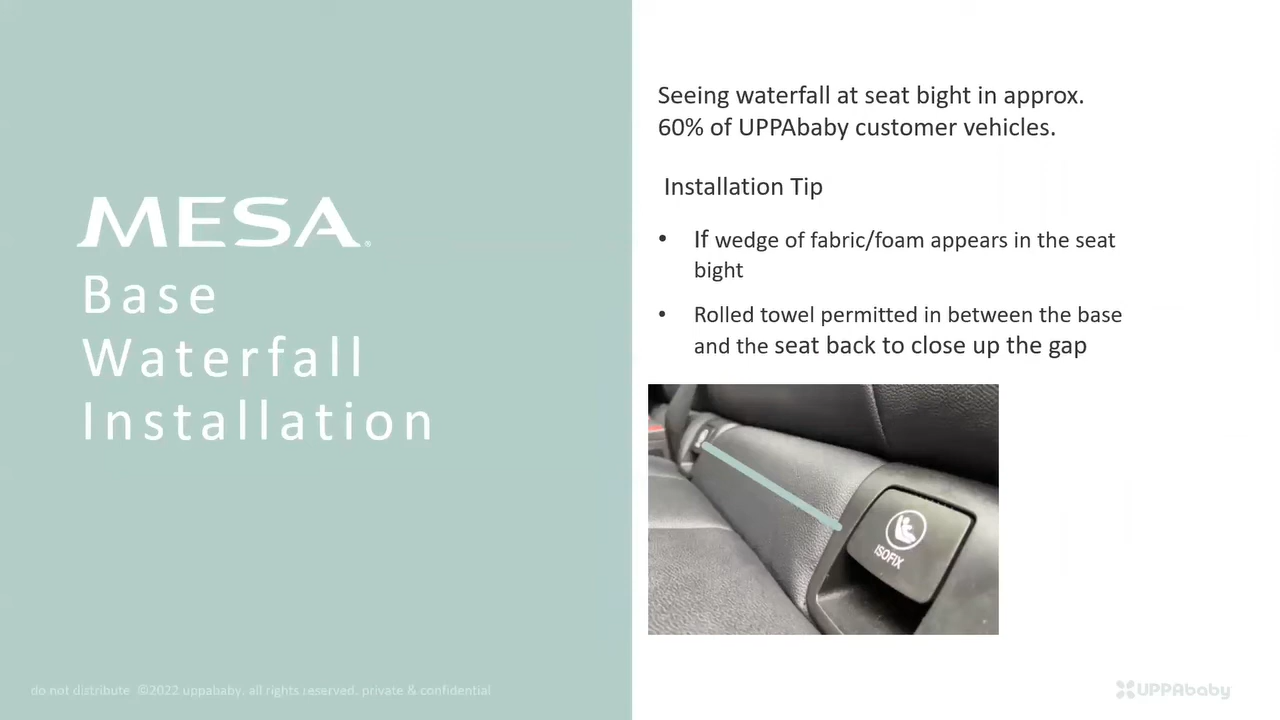 MESA®
Base
Waterfall
Installation
do not distribute ©2022 uppababy. all rights reserved. private & confidential
Seeing waterfall at seat bight in approx.
60% of UPPAbaby customer vehicles.
Installation Tip
• If wedge of fabric/foam appears in the seat
bight
• Rolled towel permitted in between the base
and the seat back to close up the gap
ISOFIX
UPPAbaby